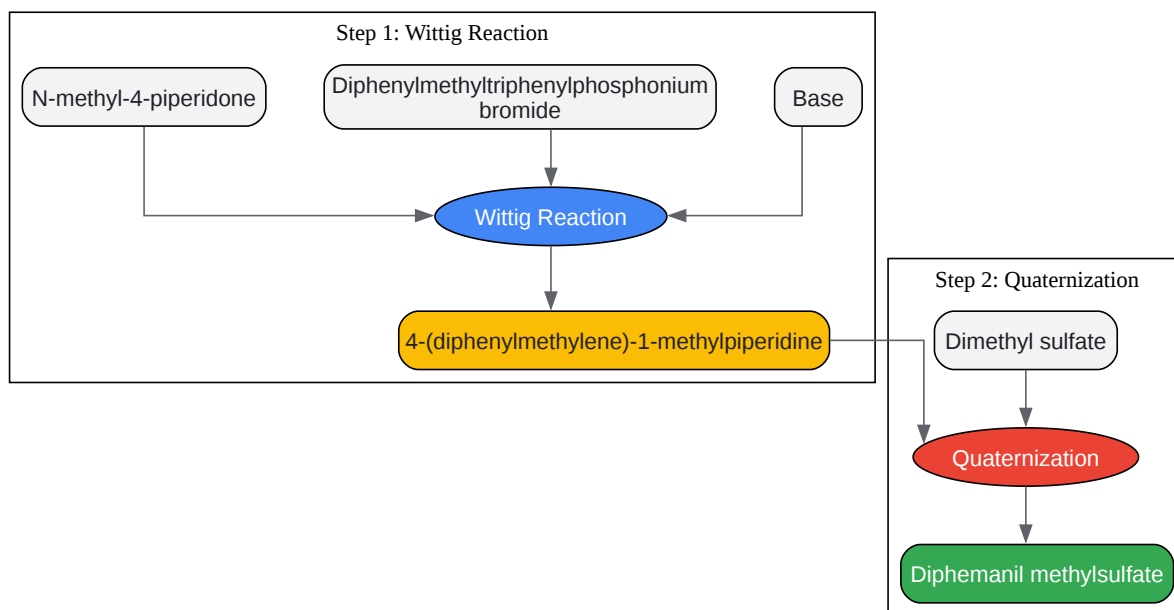 Step 1: Wittig Reaction
N-methyl-4-piperidone
Diphenylmethyltriphenylphosphonium
bromide
Base
Wittig Reaction
4-(diphenylmethylene)-1-methylpiperidine
Step 2: Quaternization
Dimethyl sulfate
Quaternization
Diphemanil methylsulfate